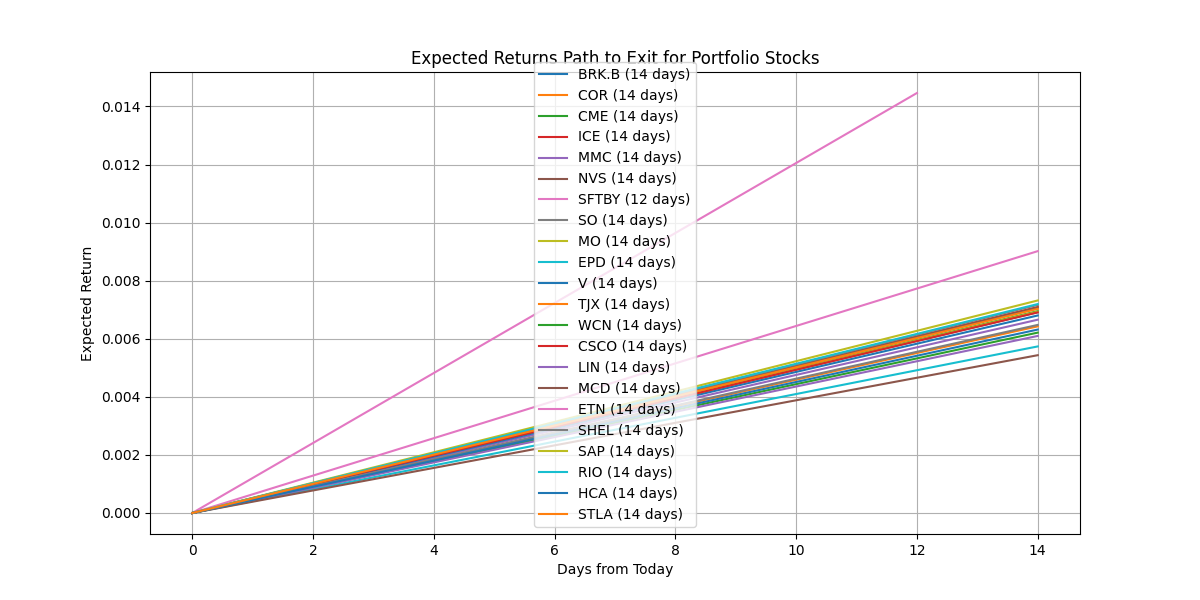 Expected Returns Path to Exit for Portfolio Stocks
BRK.B (14 days)
COR (14 days)
CME (14 days)
ICE (14 days)
MMC (14 days)
NVS (14 days)
SFTBY (12 days)
SO (14 days)
MO (14 days)
EPD (14 days)
V (14 days)
TJX (14 days)
WCN (14 days)
CSCO (14 days)
LIN (14 days)
MCD (14 days)
ETN (14 days)
SHEL (14 days)
SAP (14 days)
RIO (14 days)
HCA (14 days)
STLA (14 days)
0.014
0.012
0.010
0.008
0.006
0.004
0.002
0.000
Expected Return
0 2 4 6 8 10 12 14
Days from Today